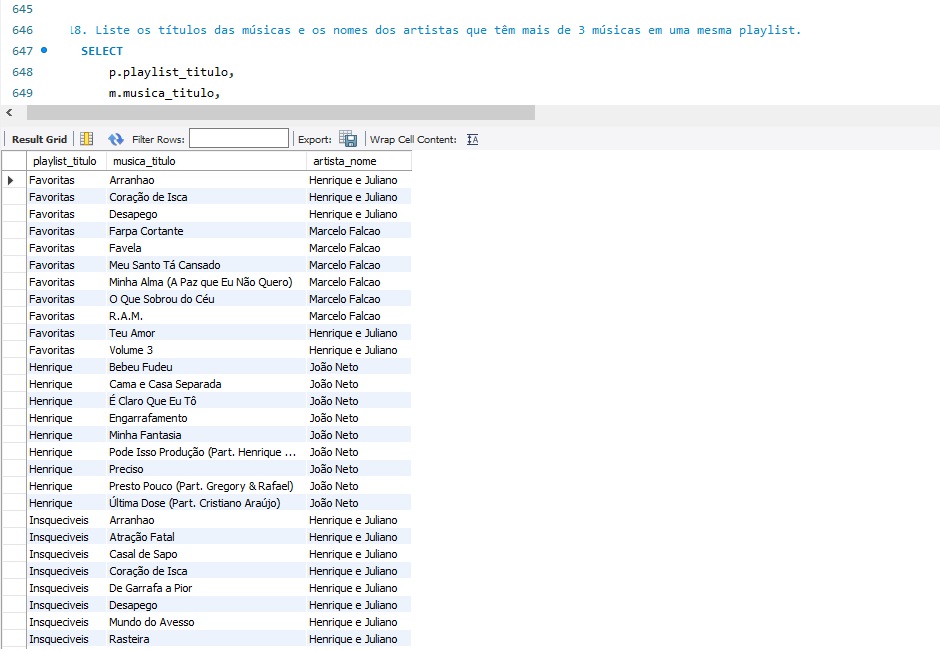 645
646 18. Liste os títulos das músicas e os nomes dos artistas que têm mais de 3 músicas em uma mesma playlist.
647 SELECT
648 p.playlist_titulo,
649 m.musica_titulo,
Result Grid Filter Rows: Export: Wrap Cell Content:
playlist_titulo musica_titulo artista_nome
Favoritas Arranhao Henrique e Juliano
Favoritas Coração de Isca Henrique e Juliano
Favoritas Desapego Henrique e Juliano
Favoritas Farpa Cortante Marcelo Falcao
Favoritas Favela Marcelo Falcao
Favoritas Meu Santo Tá Cansado Marcelo Falcao
Favoritas Minha Alma (A Paz que Eu Não Quero) Marcelo Falcao
Favoritas O Que Sobrou do Céu Marcelo Falcao
Favoritas R.A.M. Marcelo Falcao
Favoritas Teu Amor Henrique e Juliano
Favoritas Volume 3 Henrique e Juliano
Henrique Bebeu Fudeu João Neto
Henrique Cama e Casa Separada João Neto
Henrique É Claro Que Eu Tô João Neto
Henrique Engarrafamento João Neto
Henrique Minha Fantasia João Neto
Henrique Pode Isso Produção (Part. Henrique ... João Neto
Henrique Preciso João Neto
Henrique Presto Pouco (Part. Gregory & Rafael) João Neto
Henrique Última Dose (Part. Cristiano Araújo) João Neto
Insqueciveis Arranhao Henrique e Juliano
Insqueciveis Atração Fatal Henrique e Juliano
Insqueciveis Casal de Sapo Henrique e Juliano
Insqueciveis Coração de Isca Henrique e Juliano
Insqueciveis De Garrafa a Pior Henrique e Juliano
Insqueciveis Desapego Henrique e Juliano
Insqueciveis Mundo do Avesso Henrique e Juliano
Insqueciveis Rasteira Henrique e Juliano